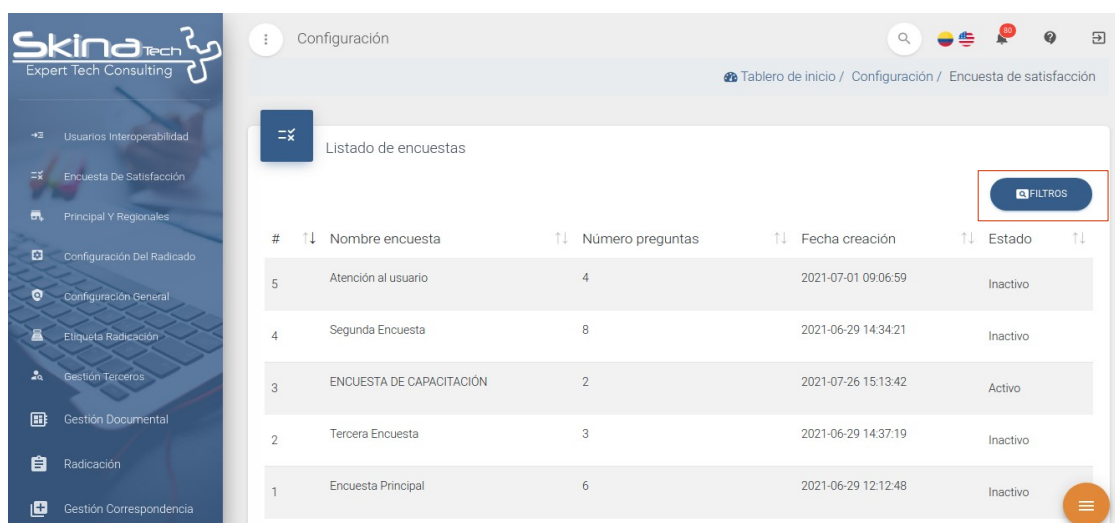 Skina Tech
Expert Tech Consulting
Usuarios Interoperabilidad
Encuesta De Satisfacción
Principal Y Regionales
Configuración Del Radicado
Configuración General
Etiqueta Radicación
Gestión Terceros
Gestión Documental
Radicación
Gestión Correspondencia
Configuración
80
Tablero de inicio / Configuración / Encuesta de satisfacción
Listado de encuestas
FILTROS
# Nombre encuesta Número preguntas Fecha creación Estado
5 Atención al usuario 4 2021-07-01 09:06:59 Inactivo
4 Segunda Encuesta 8 2021-06-29 14:34:21 Inactivo
3 ENCUESTA DE CAPACITACIÓN 2 2021-07-26 15:13:42 Activo
2 Tercera Encuesta 3 2021-06-29 14:37:19 Inactivo
1 Encuesta Principal 6 2021-06-29 12:12:48 Inactivo